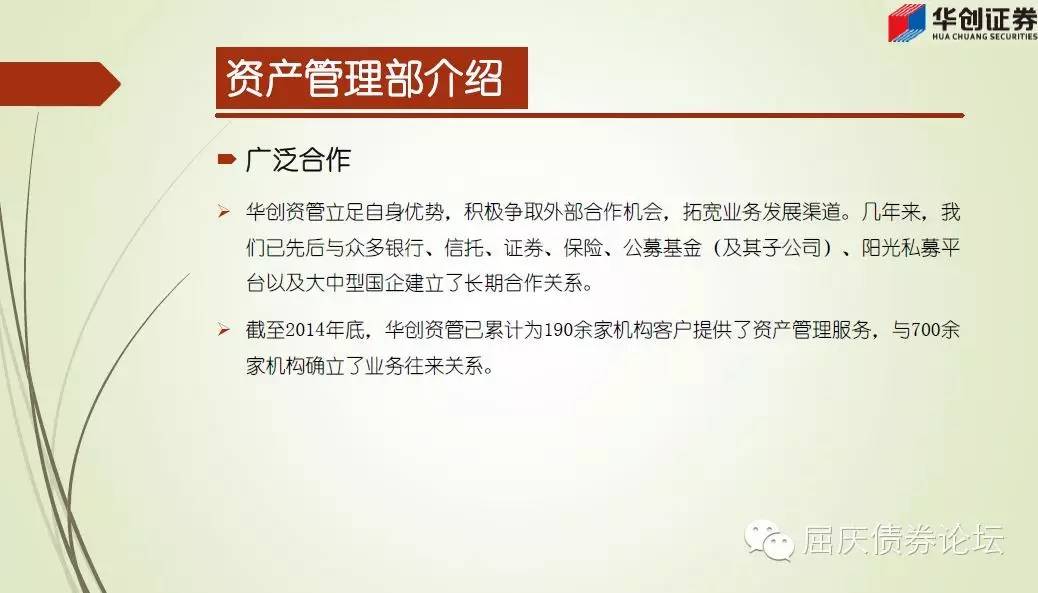 华创证券
HUA CHUANG SECURITIES
资产管理部介绍
广泛合作
华创资管立足自身优势，积极争取外部合作机会，拓宽业务发展渠道。几年来，我
们已先后与众多银行、信托、证券、保险、公募基金（及其子公司）、阳光私募平
台以及大中型国企建立了长期合作关系。
截至2014年底，华创资管已累计为190余家机构客户提供了资产管理服务，与700余
家机构确立了业务往来关系。
屈庆债券论坛